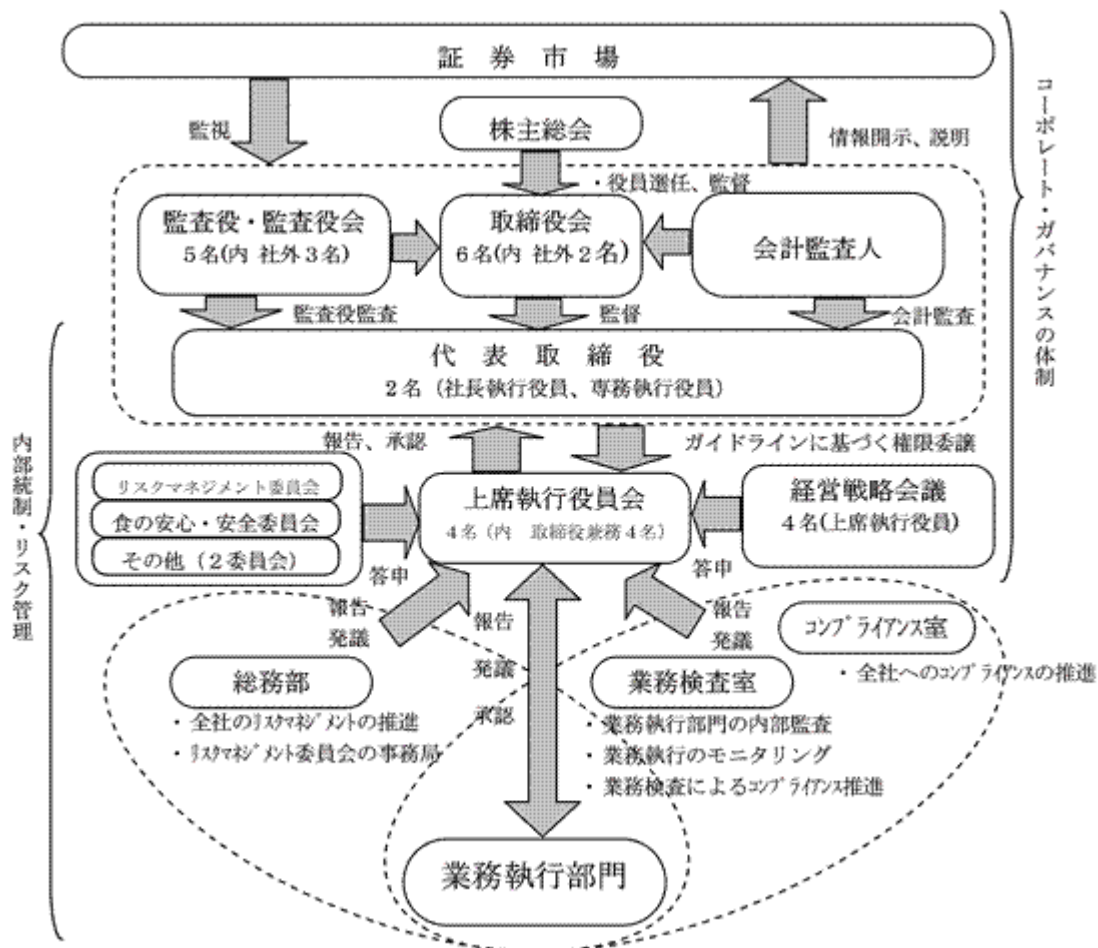 証 券 市 場
監視
株主総会
情報開示、説明
・役員選任、監督
監査役・監査役会
5名(内 社外3名)
取締役会
6名(内 社外2名)
会計監査人
監査役監査
監督
会計監査
代 表 取 締 役
2名(社長執行役員、専務執行役員)
コーポレート・ガバナンスの体制
報告、承認
ガイドラインに基づく権限委譲
リスクマネジメント委員会
食の安心・安全委員会
その他(2委員会)
上席執行役員会
4名(内 取締役兼務4名)
経営戦略会議
4名(上席執行役員)
答申
答申
内部統制・リスク管理
報告
発議
報告
発議
承認
報告
発議
コンプライアンス室
・全社へのコンプライアンスの推進
総務部
・全社のリスクマネジメントの推進
・リスクマネジメント委員会の事務局
業務検査室
・業務執行部門の内部監査
・業務執行のモニタリング
・業務検査によるコンプライアンス推進
業務執行部門